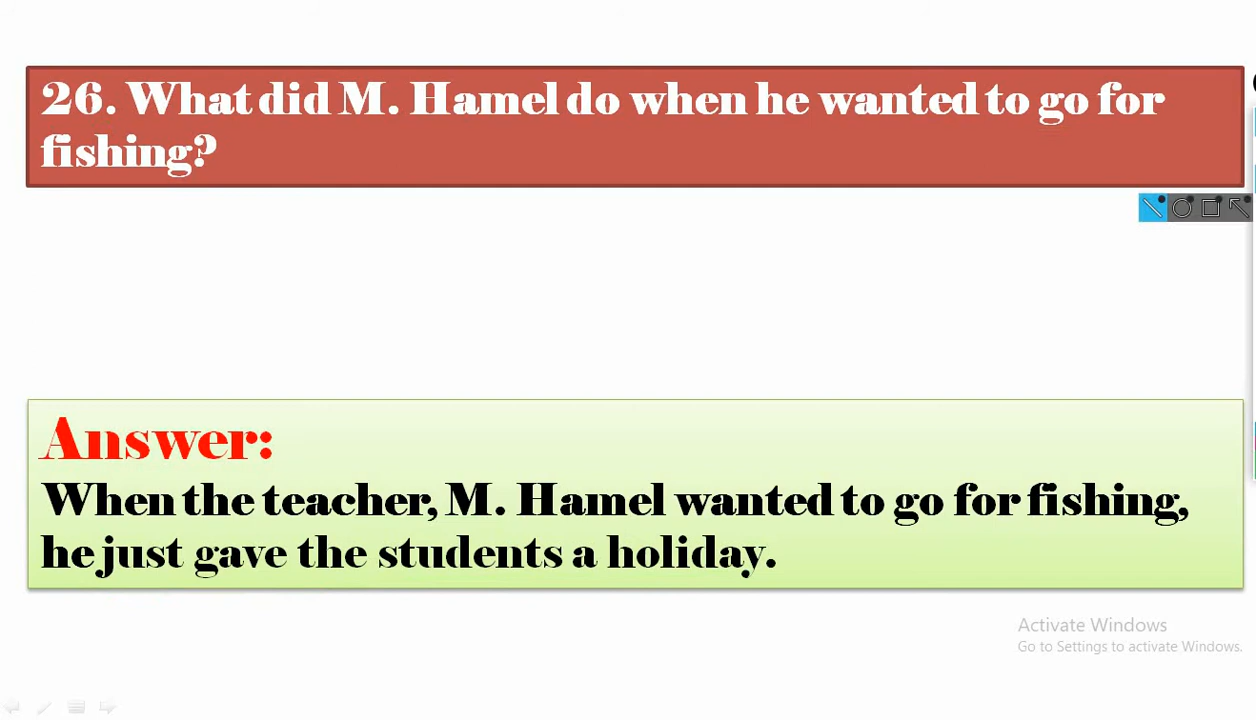 26. What did M. Hamel do when he wanted to go for
fishing?
Answer:
When the teacher, M. Hamel wanted to go for fishing,
he just gave the students a holiday.
Activate Windows
Go to Settings to activate Windows.